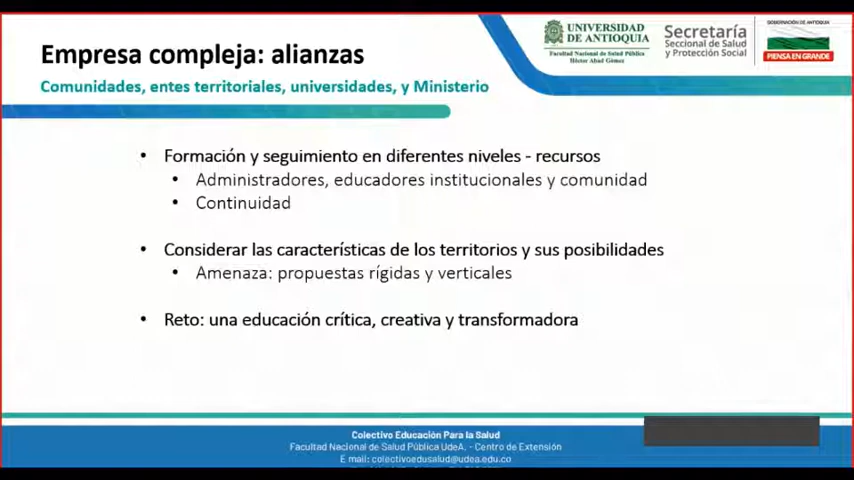 Empresa compleja: alianzas
Comunidades, entes territoriales, universidades, y Ministerio
UNIVERSIDAD
DE ANTIOQUIA
Facultad Nacional de Salud Pública
Héctor Abad Gómez
Secretaría
Seccional de Salud
y Protección Social
GOBERNACIÓN DE ANTIOQUIA
PIENSA EN GRANDE
• Formación y seguimiento en diferentes niveles - recursos
• Administradores, educadores institucionales y comunidad
• Continuidad
• Considerar las características de los territorios y sus posibilidades
• Amenaza: propuestas rígidas y verticales
• Reto: una educación crítica, creativa y transformadora
Colectivo Educación Para la Salud
Facultad Nacional de Salud Pública UdeA. - Centro de Extensión
E mail: colectivoedusalud@udea.edu.co